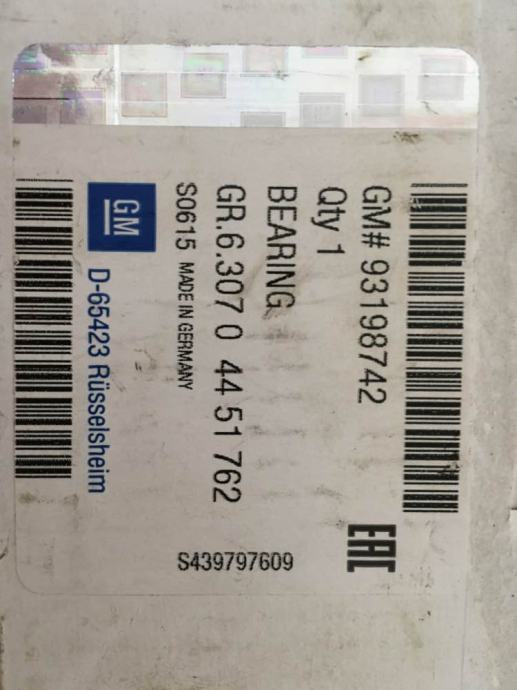 GM# 93198742
Qty 1
BEARING
GR.6.307 0 44 51 762
S0615 MADE IN GERMANY
S439797609
EAC
GM
D-65423 Rüsselsheim